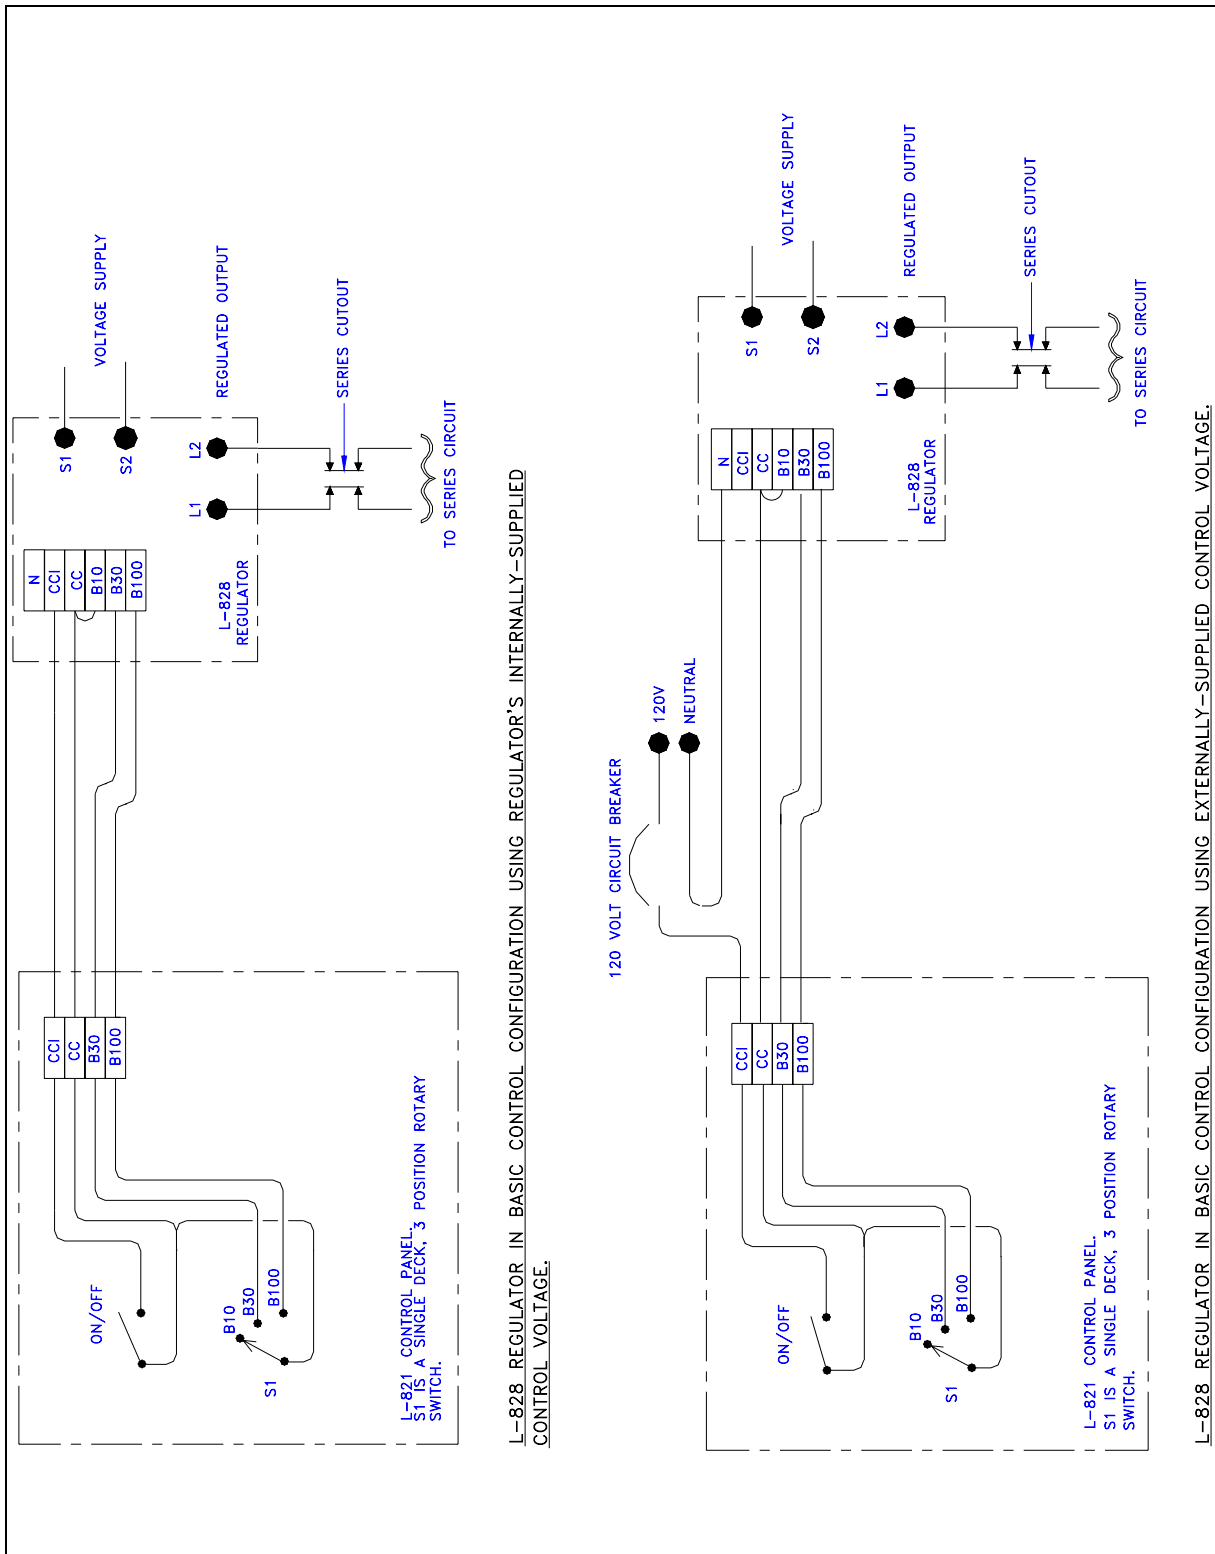 VOLTAGE SUPPLY
S1
S2
REGULATED OUTPUT
L2
L1
SERIES CUTOUT
TO SERIES CIRCUIT
N
CCI
CC
B10
B30
B100
L-828
REGULATOR
CCI
CC
B30
B100
ON/OFF
B10
B30
B100
S1
L-821 CONTROL PANEL.
S1 IS A SINGLE DECK, 3 POSITION ROTARY
SWITCH.
L-828 REGULATOR IN BASIC CONTROL CONFIGURATION USING REGULATOR'S INTERNALLY-SUPPLIED
CONTROL VOLTAGE.
VOLTAGE SUPPLY
S1
S2
REGULATED OUTPUT
L2
L1
SERIES CUTOUT
TO SERIES CIRCUIT
N
CCI
CC
B10
B30
B100
L-828
REGULATOR
120V
NEUTRAL
120 VOLT CIRCUIT BREAKER
CCI
CC
B30
B100
ON/OFF
B10
B30
B100
S1
L-821 CONTROL PANEL.
S1 IS A SINGLE DECK, 3 POSITION ROTARY
SWITCH.
L-828 REGULATOR IN BASIC CONTROL CONFIGURATION USING EXTERNALLY-SUPPLIED CONTROL VOLTAGE.